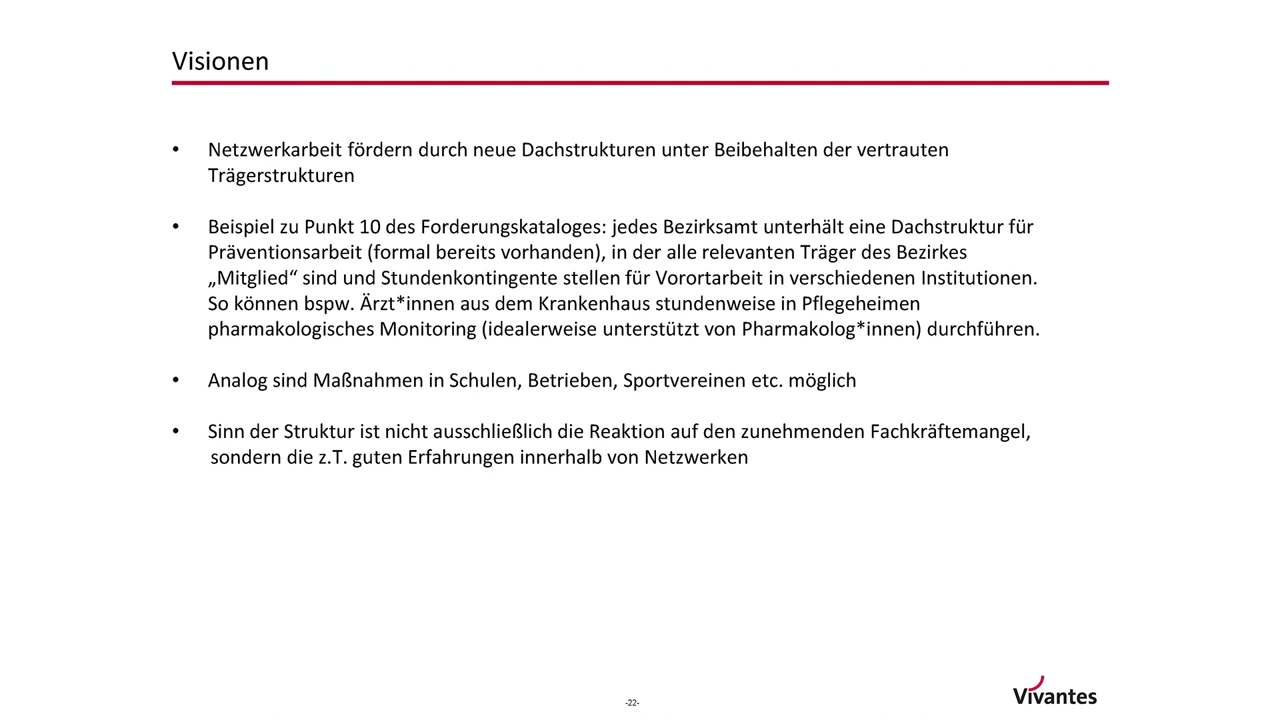 Visionen
• Netzwerkarbeit fördern durch neue Dachstrukturen unter Beibehalten der vertrauten
Trägerstrukturen
• Beispiel zu Punkt 10 des Forderungskataloges: jedes Bezirksamt unterhält eine Dachstruktur für
Präventionsarbeit (formal bereits vorhanden), in der alle relevanten Träger des Bezirkes
„Mitglied“ sind und Stundenkontingente stellen für Vorortarbeit in verschiedenen Institutionen.
So können bspw. Ärzt*innen aus dem Krankenhaus stundenweise in Pflegeheimen
pharmakologisches Monitoring (idealerweise unterstützt von Pharmakolog*innen) durchführen.
• Analog sind Maßnahmen in Schulen, Betrieben, Sportvereinen etc. möglich
• Sinn der Struktur ist nicht ausschließlich die Reaktion auf den zunehmenden Fachkräftemangel,
sondern die z.T. guten Erfahrungen innerhalb von Netzwerken
-22-
Vivantes